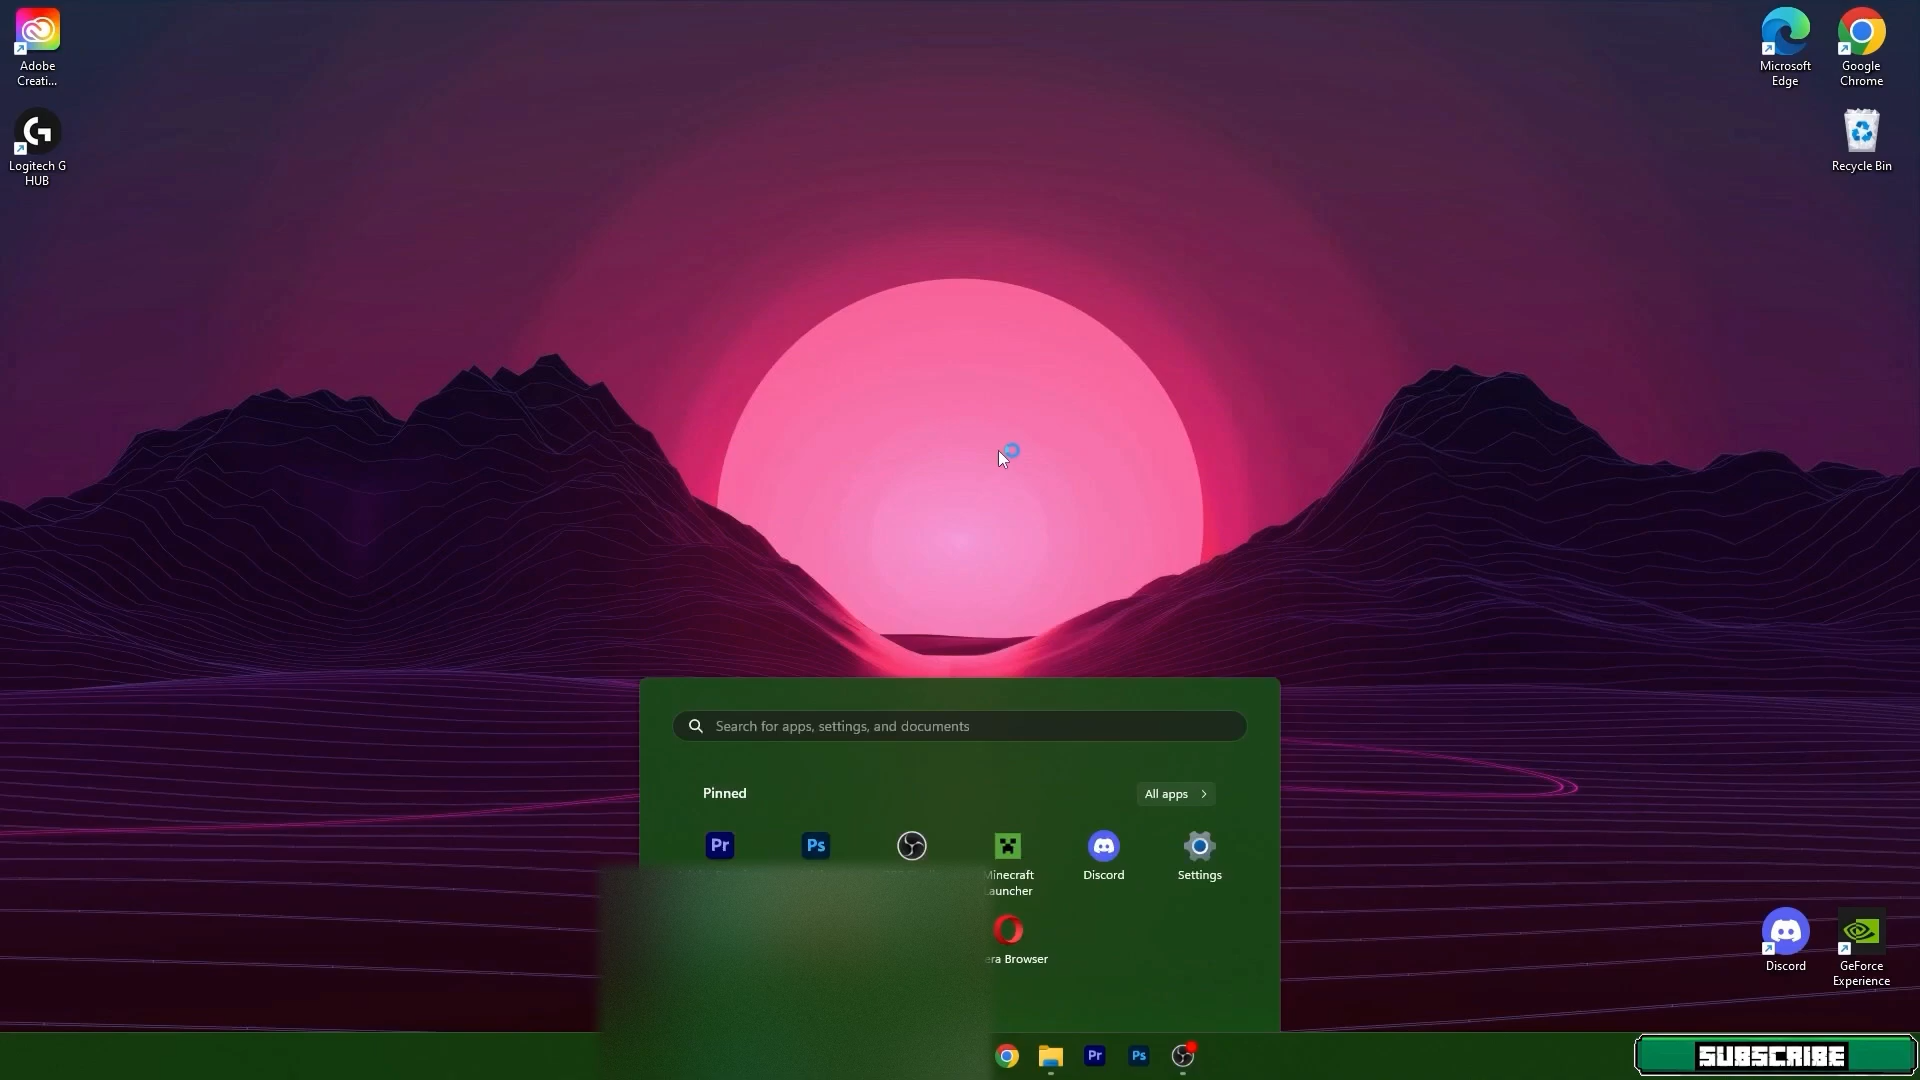 Adobe
Creati...
Logitech G
HUB
Microsoft
Edge
Google
Chrome
Recycle Bin
Search for apps, settings, and documents
Pinned
All apps
Pr
Ps
Minecraft
Launcher
Discord
Settings
era Browser
Discord
GeForce
Experience
Pr
Ps
SUBSCRIBE